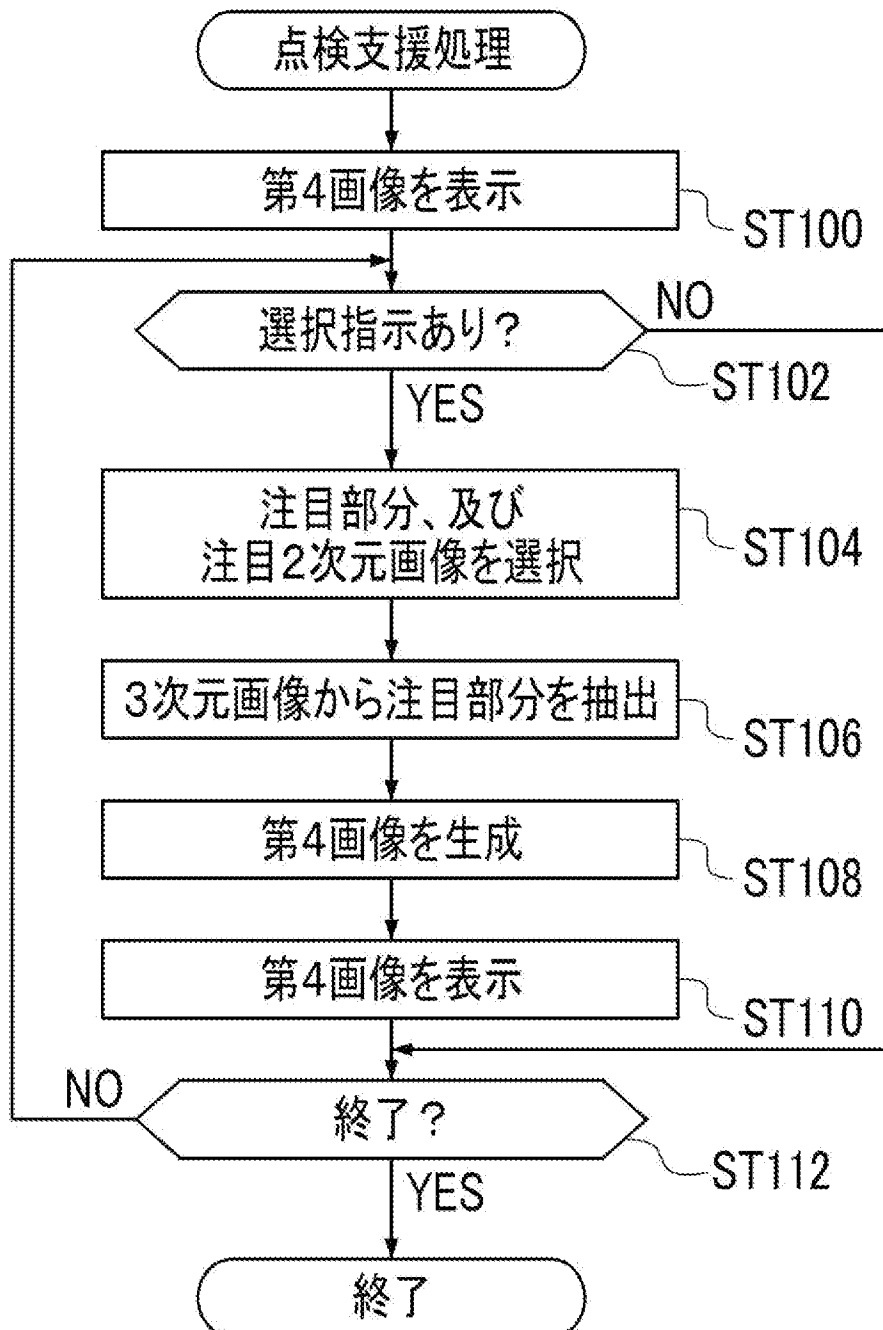 点検支援処理
第4画像を表示
ST100
選択指示あり?
NO
ST102
YES
注目部分、及び
注目2次元画像を選択
ST104
3次元画像から注目部分を抽出
ST106
第4画像を生成
ST108
第4画像を表示
ST110
NO
終了?
ST112
YES
終了